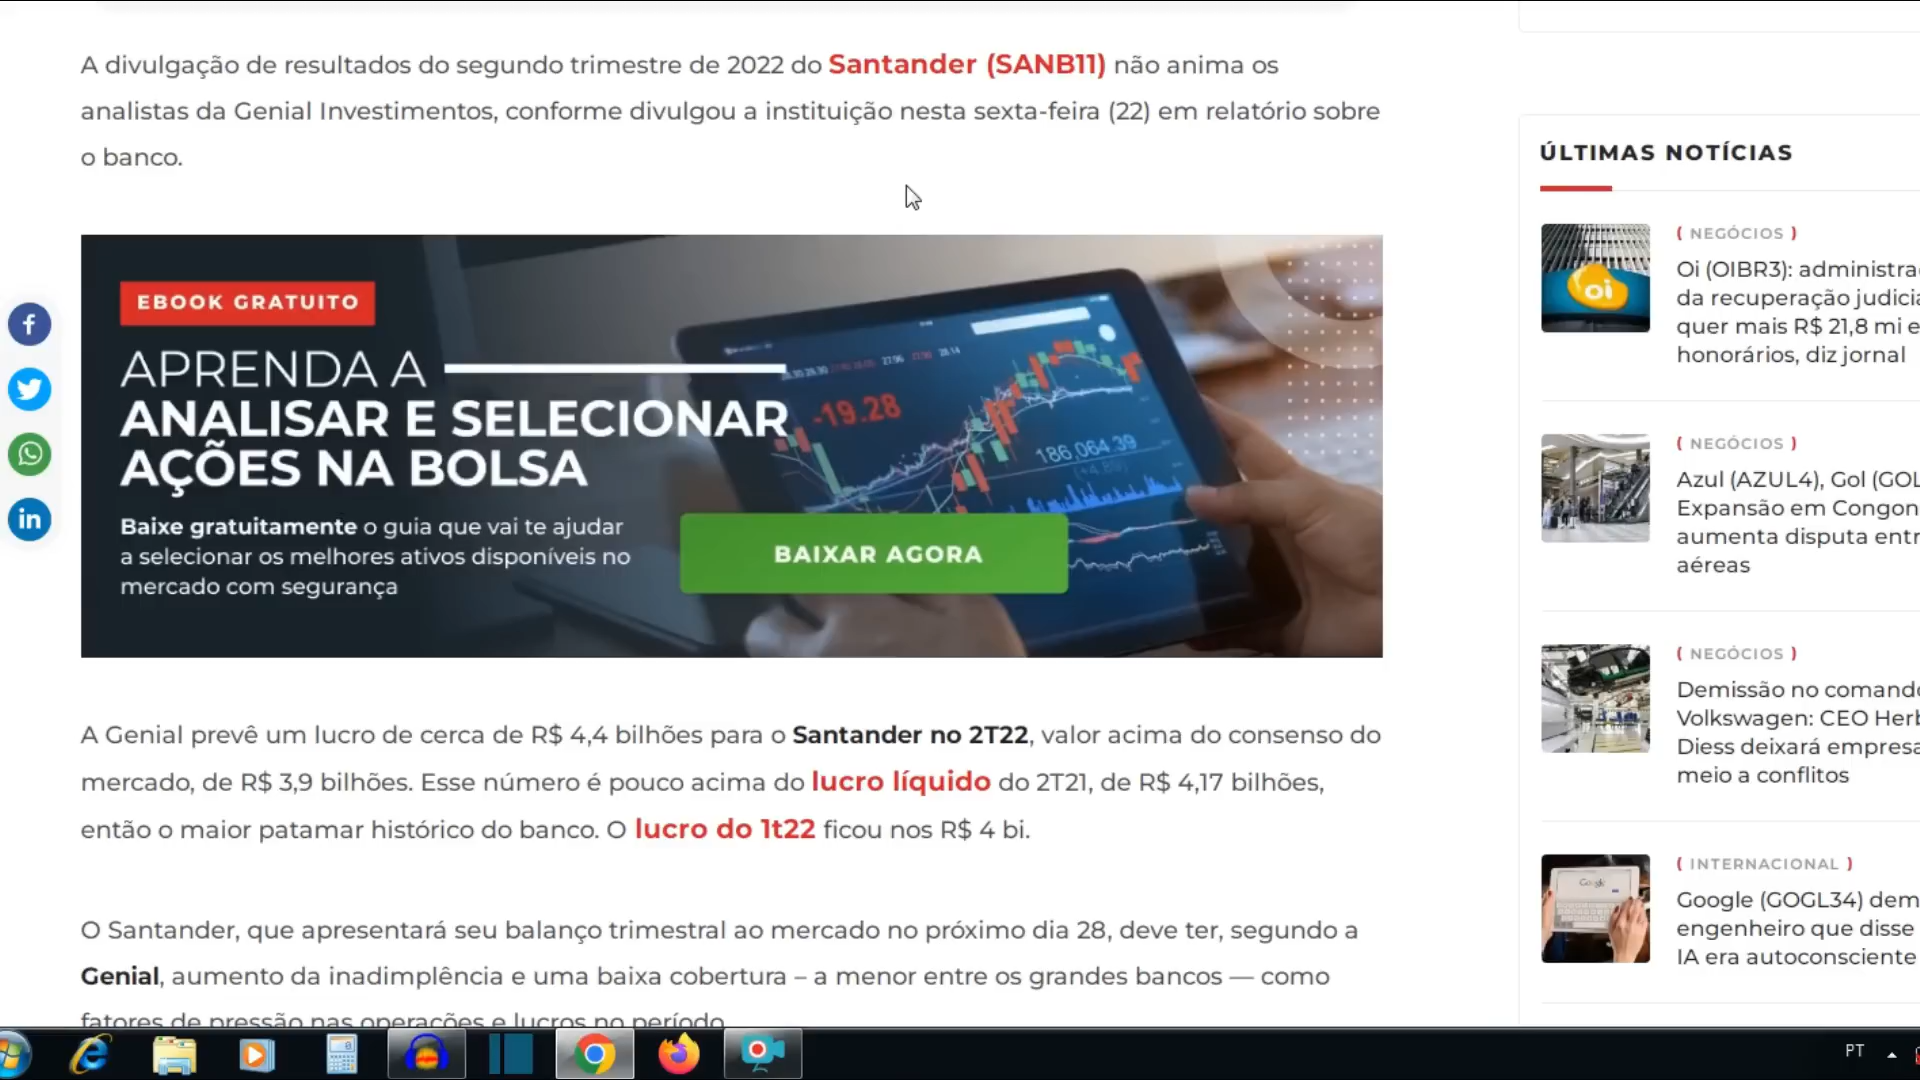 A divulgação de resultados do segundo trimestre de 2022 do Santander (SANB11) não anima os
analistas da Genial Investimentos, conforme divulgou a instituição nesta sexta-feira (22) em relatório sobre
o banco.
EBOOK GRATUITO
APRENDA A
ANALISAR E SELECIONAR
AÇÕES NA BOLSA
Baixe gratuitamente o guia que vai te ajudar
a selecionar os melhores ativos disponíveis no
mercado com segurança
BAIXAR AGORA
-19.28
186,064.39
A Genial prevê um lucro de cerca de R$ 4,4 bilhões para o Santander no 2T22, valor acima do consenso do
mercado, de R$ 3,9 bilhões. Esse número é pouco acima do lucro líquido do 2T21, de R$ 4,17 bilhões,
então o maior patamar histórico do banco. O lucro do 1t22 ficou nos R$ 4 bi.
O Santander, que apresentará seu balanço trimestral ao mercado no próximo dia 28, deve ter, segundo a
Genial, aumento da inadimplência e uma baixa cobertura – a menor entre os grandes bancos — como
fatores de pressão nas operações e lucros no período
ÚLTIMAS NOTÍCIAS
( NEGÓCIOS )
Oi (OIBR3): administra
da recuperação judicia
quer mais R$ 21,8 mi e
honorários, diz jornal
oi
( NEGÓCIOS )
Azul (AZUL4), Gol (GOL
Expansão em Congon
aumenta disputa entr
aéreas
( NEGÓCIOS )
Demissão no comando
Volkswagen: CEO Herb
Diess deixará empresa
meio a conflitos
( INTERNACIONAL )
Google (GOGL34) dem
engenheiro que disse
IA era autoconsciente
Google
PT